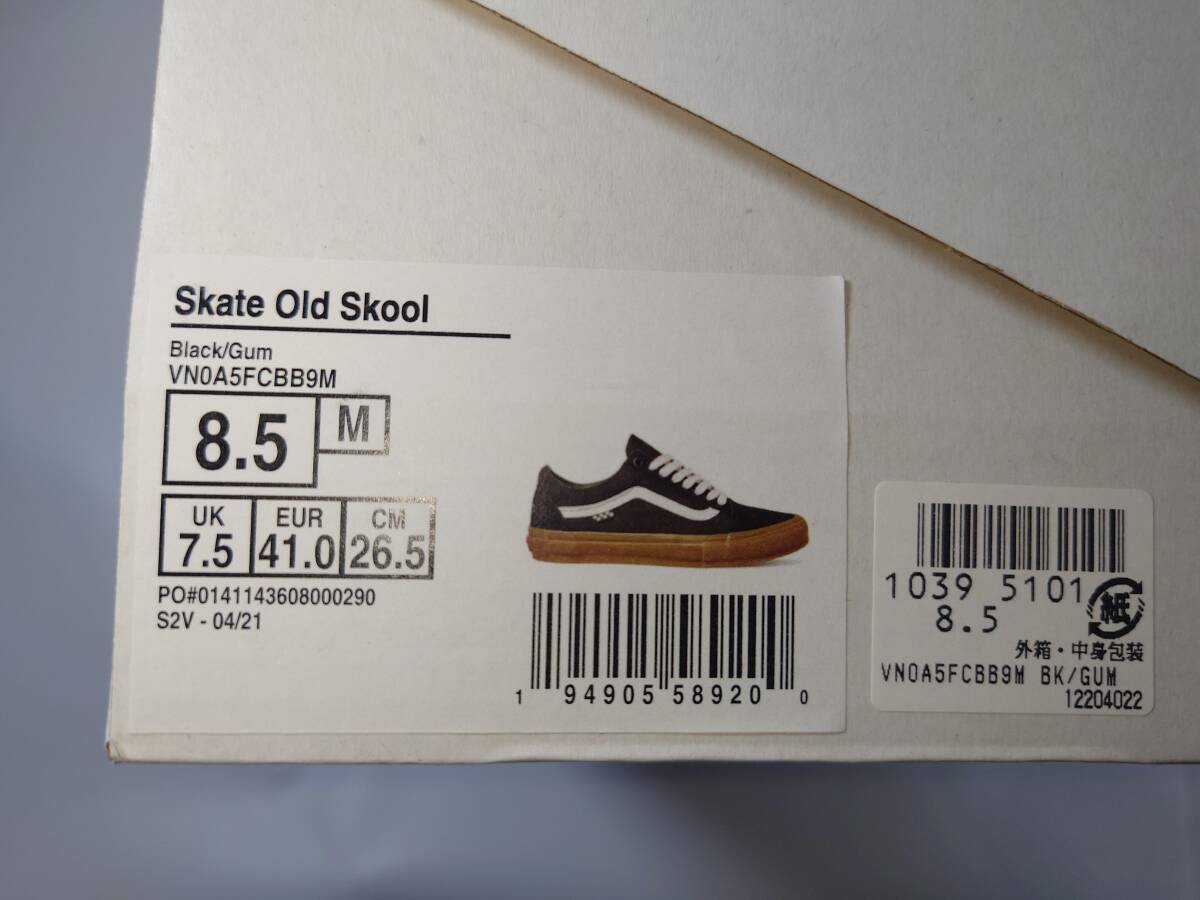 Skate Old Skool
Black/Gum
VN0A5FCBB9M
8.5 M
UK EUR CM
7.5 41.0 26.5
PO#0141143608000290
S2V - 04/21
1 94905 58920 0
1039 5101
8.5 紙
外箱・中身包装
VN0A5FCBB9M BK/GUM
12204022